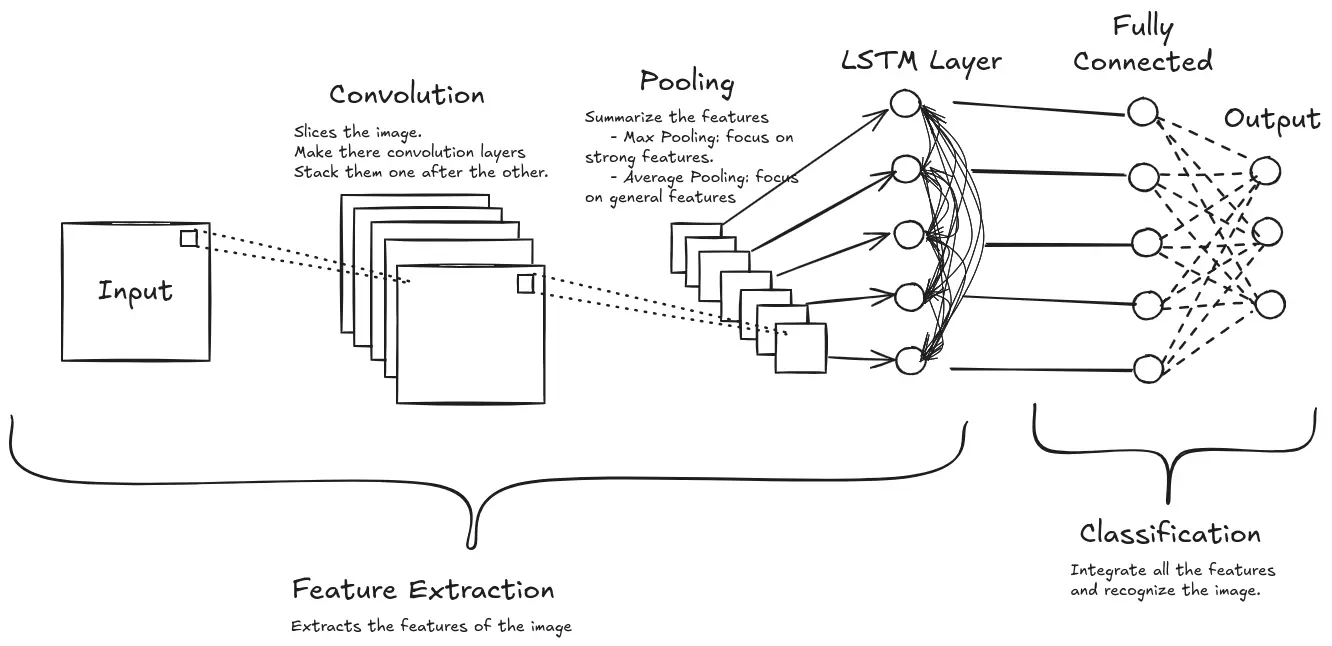 Fully
Connected
LSTM Layer
Pooling
Convolution
Output
Summarize the features
- Max Pooling: focus on
strong features.
- Average Pooling: focus
on general features
Slices the image.
Make there convolution layers
Stack them one after the other.
Input
Classification
Integrate all the features
and recognize the image.
Feature Extraction
Extracts the features of the image